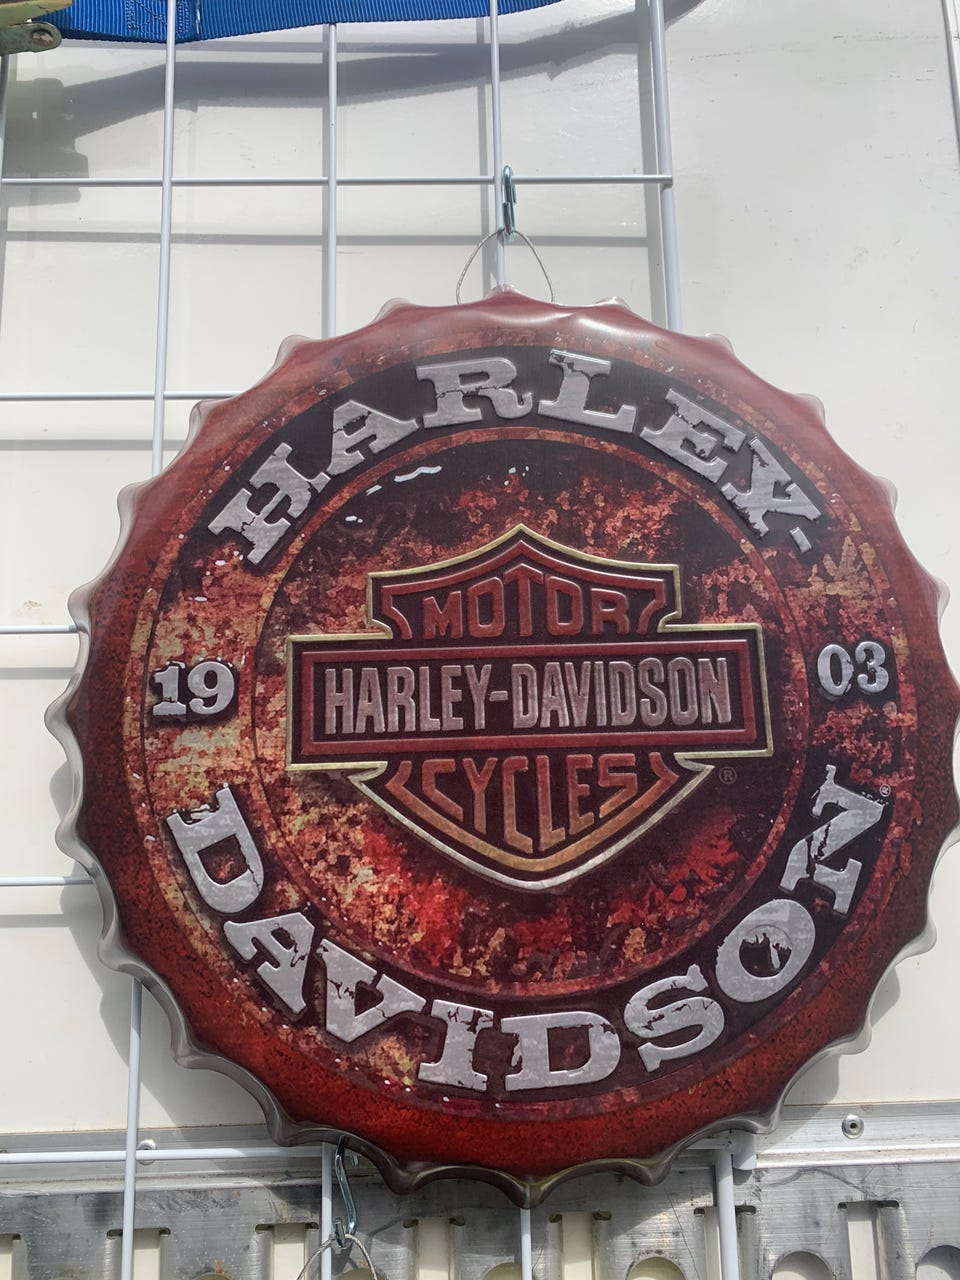 HARLEY-
MOTOR
HARLEY-DAVIDSON
CYCLES
®
19 03
DAVIDSON®